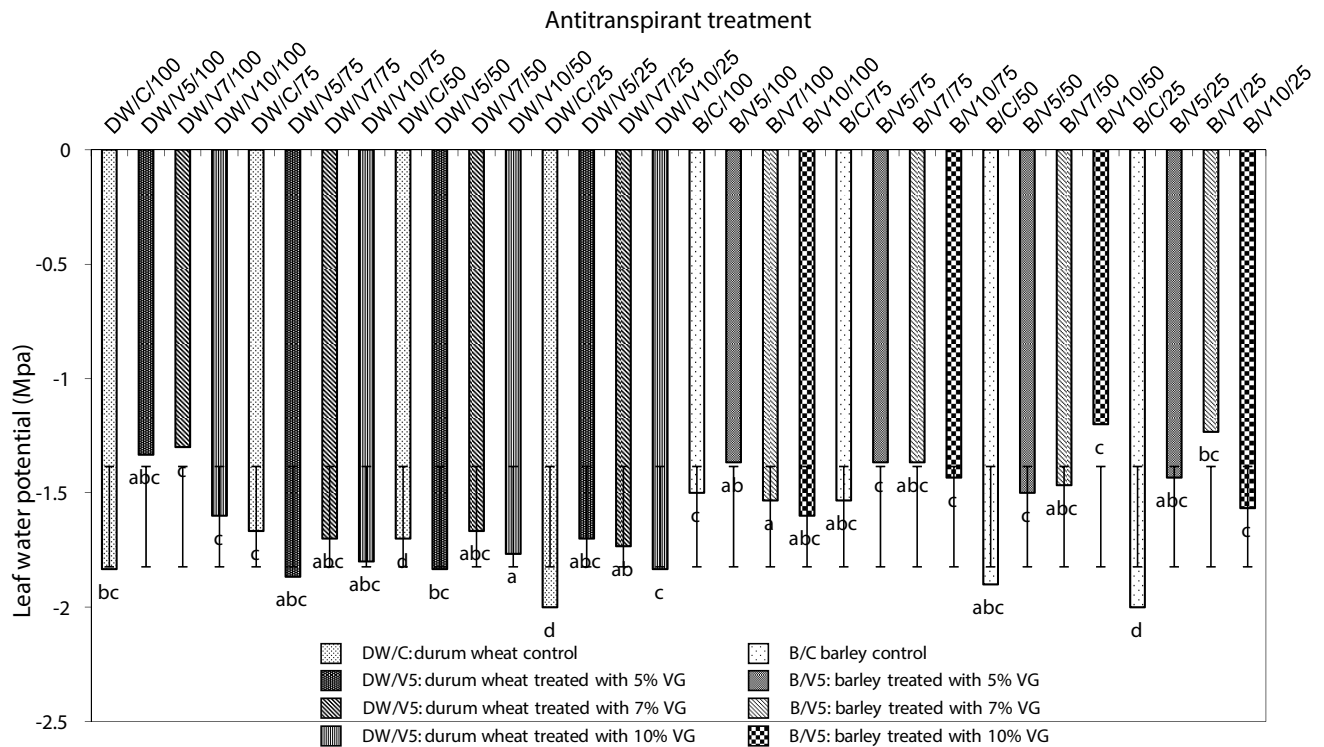 Antitranspirant treatment
DW/C/100
DW/V5/100
DW/V7/100
DW/V10/100
DW/C/75
DW/V5/75
DW/V7/75
DW/V10/75
DW/C/50
DW/V5/50
DW/V7/50
DW/V10/50
DW/C/25
DW/V5/25
DW/V7/25
DW/V10/25
B/C/100
B/V5/100
B/V7/100
B/V10/100
B/C/75
B/V5/75
B/V7/75
B/V10/75
B/C/50
B/V5/50
B/V7/50
B/V10/50
B/C/25
B/V5/25
B/V7/25
B/V10/25
0
-0.5
-1
-1.5
-2
-2.5
Leaf water potential (Mpa)
bc
abc
c
c
c
abc
abc
abc
d
bc
abc
a
d
abc
ab
c
c
ab
a
abc
abc
c
abc
c
abc
c
abc
c
d
abc
bc
c
DW/C: durum wheat control
DW/V5: durum wheat treated with 5% VG
DW/V5: durum wheat treated with 7% VG
DW/V5: durum wheat treated with 10% VG
B/C barley control
B/V5: barley treated with 5% VG
B/V5: barley treated with 7% VG
B/V5: barley treated with 10% VG